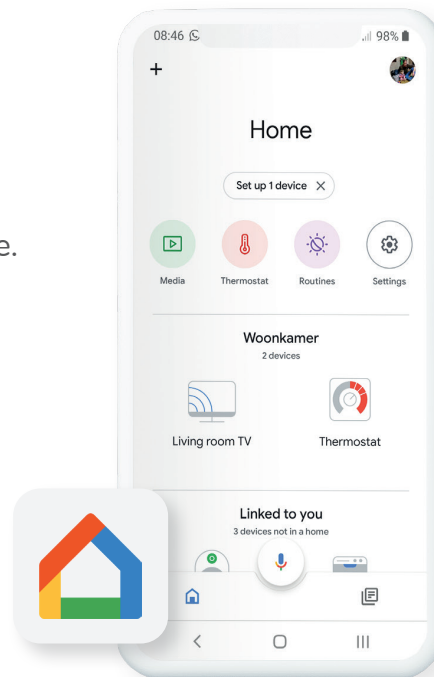 08:46 98%
+
Home
Set up 1 device X
e.
Media Thermostat Routines Settings
Woonkamer
2 devices
Living room TV Thermostat
Linked to you
3 devices not in a home